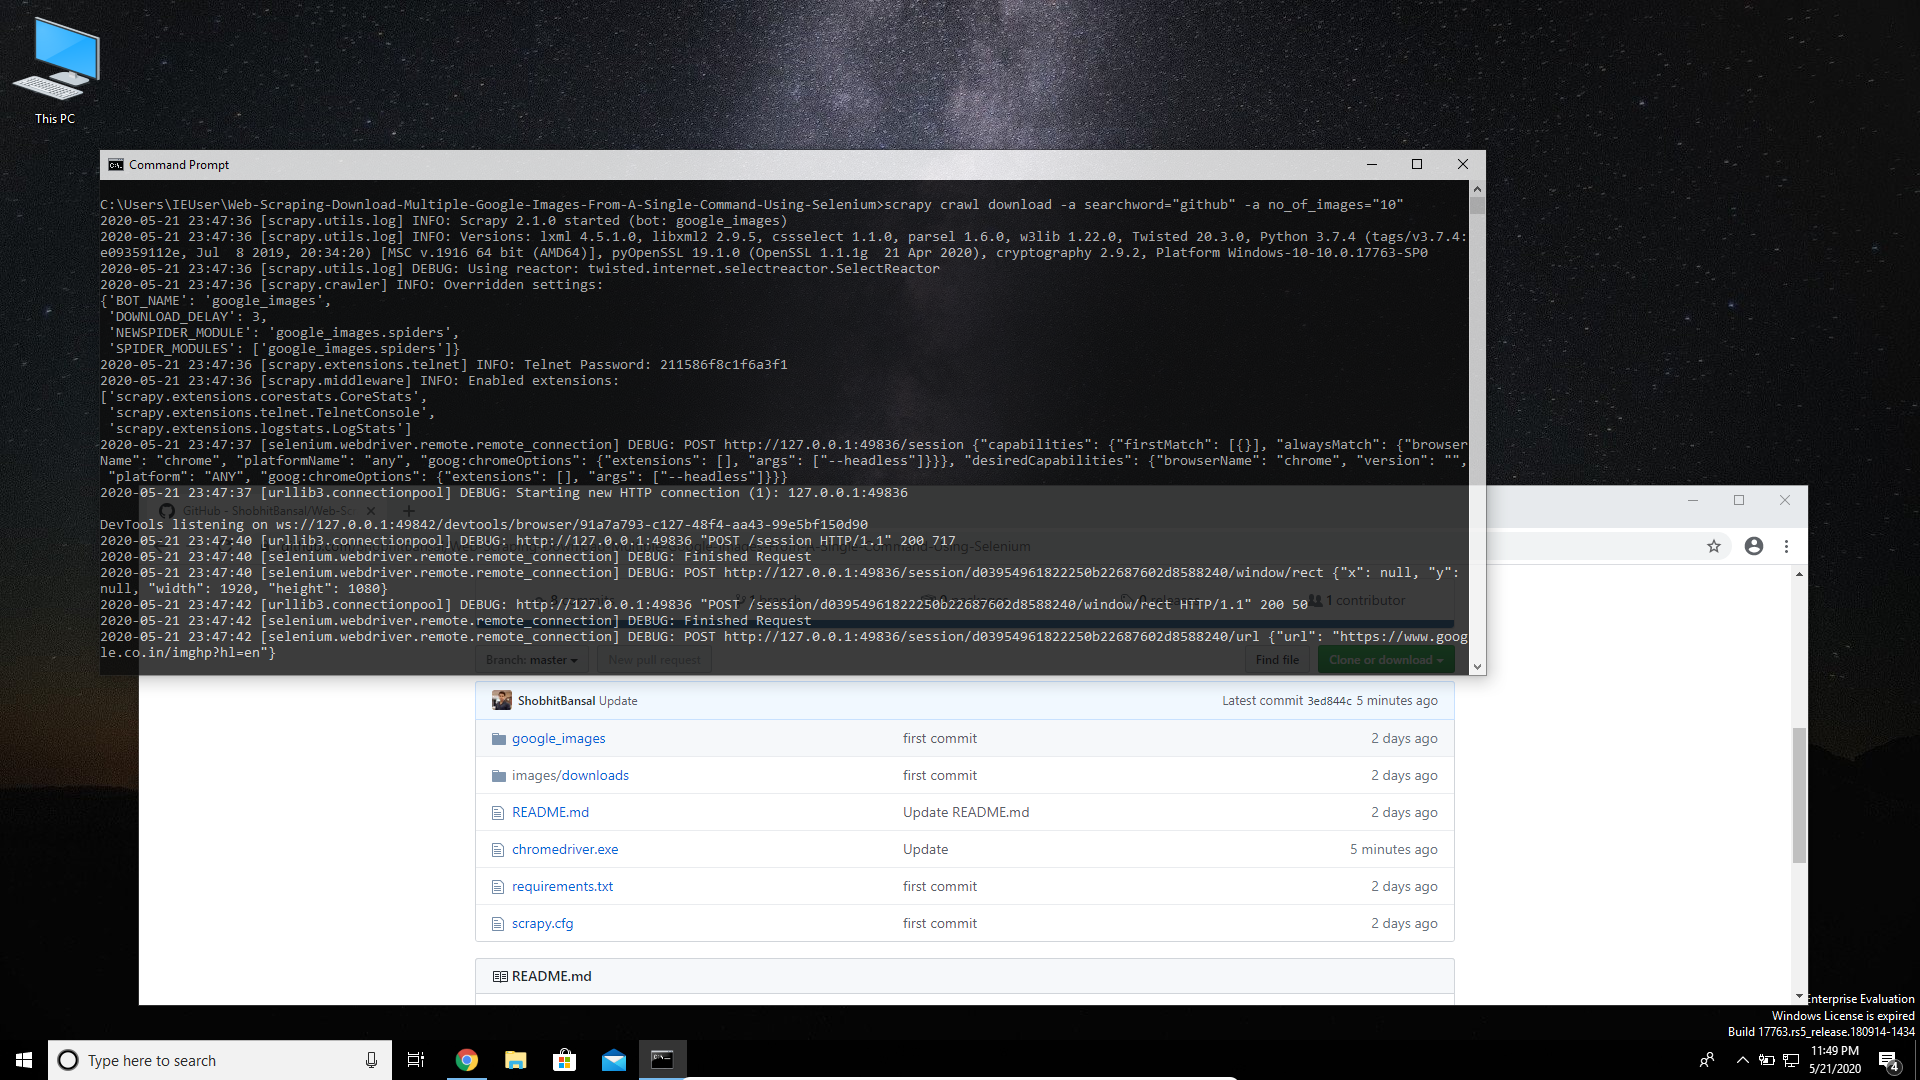 This PC
Command Prompt
C:\Users\IEUser\Web-Scraping-Download-Multiple-Google-Images-From-A-Single-Command-Using-Selenium>scrapy crawl download -a searchword="github" -a no_of_images="10"
2020-05-21 23:47:36 [scrapy.utils.log] INFO: Scrapy 2.1.0 started (bot: google_images)
2020-05-21 23:47:36 [scrapy.utils.log] INFO: Versions: lxml 4.5.1.0, libxml2 2.9.5, cssselect 1.1.0, parsel 1.6.0, w3lib 1.22.0, Twisted 20.3.0, Python 3.7.4 (tags/v3.7.4:
e09359112e, Jul  8 2019, 20:34:20) [MSC v.1916 64 bit (AMD64)], pyOpenSSL 19.1.0 (OpenSSL 1.1.1g  21 Apr 2020), cryptography 2.9.2, Platform Windows-10-10.0.17763-SP0
2020-05-21 23:47:36 [scrapy.utils.log] DEBUG: Using reactor: twisted.internet.selectreactor.SelectReactor
2020-05-21 23:47:36 [scrapy.crawler] INFO: Overridden settings:
{'BOT_NAME': 'google_images',
 'DOWNLOAD_DELAY': 3,
 'NEWSPIDER_MODULE': 'google_images.spiders',
 'SPIDER_MODULES': ['google_images.spiders']}
2020-05-21 23:47:36 [scrapy.extensions.telnet] INFO: Telnet Password: 211586f8c1f6a3f1
2020-05-21 23:47:36 [scrapy.middleware] INFO: Enabled extensions:
['scrapy.extensions.corestats.CoreStats',
 'scrapy.extensions.telnet.TelnetConsole',
 'scrapy.extensions.logstats.LogStats']
2020-05-21 23:47:37 [selenium.webdriver.remote.remote_connection] DEBUG: POST http://127.0.0.1:49836/session {"capabilities": {"firstMatch": [{}], "alwaysMatch": {"browser
Name": "chrome", "platformName": "any", "goog:chromeOptions": {"extensions": [], "args": ["--headless"]}}}, "desiredCapabilities": {"browserName": "chrome", "version": "",
 "platform": "ANY", "goog:chromeOptions": {"extensions": [], "args": ["--headless"]}}}
2020-05-21 23:47:37 [urllib3.connectionpool] DEBUG: Starting new HTTP connection (1): 127.0.0.1:49836
GitHub - ShobhitBansal/Web-Sc
DevTools listening on ws://127.0.0.1:49842/devtools/browser/91a7a793-c127-48f4-aa43-99e5bf150d90
2020-05-21 23:47:40 [urllib3.connectionpool] DEBUG: http://127.0.0.1:49836 "POST /session HTTP/1.1" 200 717
github.com/ShobhitBansal/Web-Scraping-Download-Multiple-Google-Images-From-A-Single-Command-Using-Selenium
2020-05-21 23:47:40 [selenium.webdriver.remote.remote_connection] DEBUG: Finished Request
2020-05-21 23:47:40 [selenium.webdriver.remote.remote_connection] DEBUG: POST http://127.0.0.1:49836/session/d03954961822250b22687602d8588240/window/rect {"x": null, "y":
null, "width": 1920, "height": 1080}
1 contributor
2020-05-21 23:47:42 [urllib3.connectionpool] DEBUG: http://127.0.0.1:49836 "POST /session/d03954961822250b22687602d8588240/window/rect HTTP/1.1" 200 50
2020-05-21 23:47:42 [selenium.webdriver.remote.remote_connection] DEBUG: Finished Request
2020-05-21 23:47:42 [selenium.webdriver.remote.remote_connection] DEBUG: POST http://127.0.0.1:49836/session/d03954961822250b22687602d8588240/url {"url": "https://www.goog
le.co.in/imghp?hl=en"}
Branch: master New pull request Find file Clone or download
ShobhitBansal Update Latest commit 3ed844c 5 minutes ago
google_images first commit 2 days ago
images/downloads first commit 2 days ago
README.md Update README.md 2 days ago
chromedriver.exe Update 5 minutes ago
requirements.txt first commit 2 days ago
scrapy.cfg first commit 2 days ago
README.md
Enterprise Evaluation
Windows License is expired
Build 17763.rs5_release.180914-1434
Type here to search
11:49 PM
5/21/2020
4